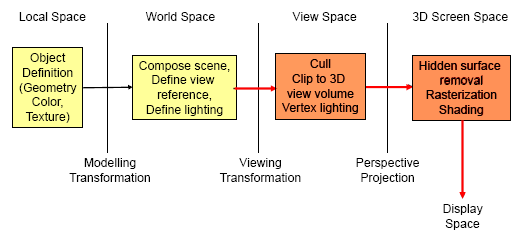 Local Space
World Space
View Space
3D Screen Space
Object
Definition
(Geometry
Color,
Texture)
Compose scene,
Define view
reference,
Define lighting
Cull
Clip to 3D
view volume
Vertex lighting
Hidden surface
removal
Rasterization
Shading
Modelling
Transformation
Viewing
Transformation
Perspective
Projection
Display
Space